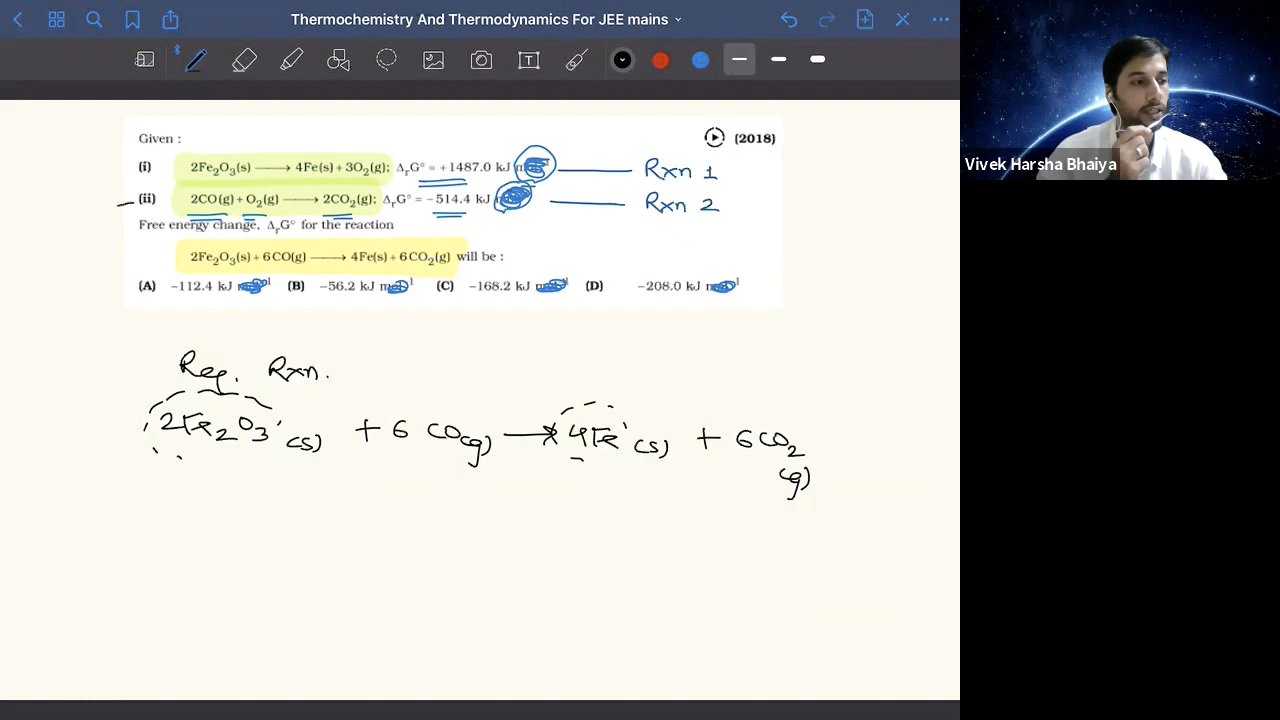 Thermochemistry And Thermodynamics For JEE mains
Given :
(2018)
(i) 2Fe₂O₃(s) ⟶ 4Fe(s) + 3O₂(g); ΔᵣG° = +1487.0 kJ
Rxn 1
(ii) 2CO(g) + O₂(g) ⟶ 2CO₂(g); ΔᵣG° = −514.4 kJ
Rxn 2
Free energy change, ΔᵣG° for the reaction
2Fe₂O₃(s) + 6CO(g) ⟶ 4Fe(s) + 6CO₂(g) will be :
(A) −112.4 kJ (B) −56.2 kJ (C) −168.2 kJ (D) −208.0 kJ
Vivek Harsha Bhaiya
Req. Rxn.
2Fe₂O₃(s) + 6 CO(g) ⟶ 4Fe(s) + 6CO₂(g)